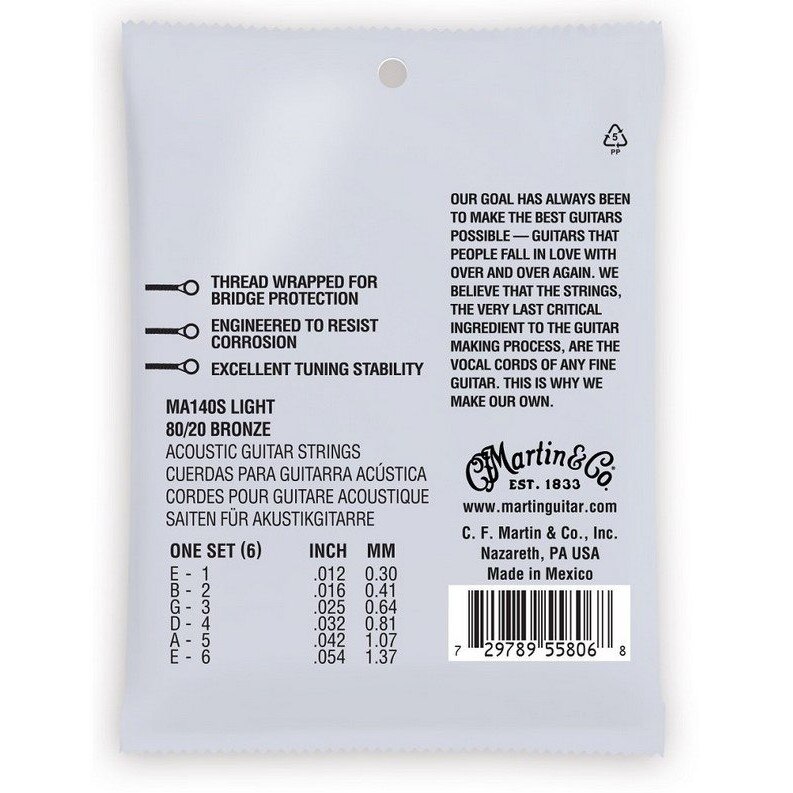 5
PP
OUR GOAL HAS ALWAYS BEEN
TO MAKE THE BEST GUITARS
POSSIBLE — GUITARS THAT
PEOPLE FALL IN LOVE WITH
OVER AND OVER AGAIN. WE
BELIEVE THAT THE STRINGS,
THE VERY LAST CRITICAL
INGREDIENT TO THE GUITAR
MAKING PROCESS, ARE THE
VOCAL CORDS OF ANY FINE
GUITAR. THIS IS WHY WE
MAKE OUR OWN.
THREAD WRAPPED FOR
BRIDGE PROTECTION
ENGINEERED TO RESIST
CORROSION
EXCELLENT TUNING STABILITY
MA140S LIGHT
80/20 BRONZE
ACOUSTIC GUITAR STRINGS
CUERDAS PARA GUITARRA ACÚSTICA
CORDES POUR GUITARE ACOUSTIQUE
SAITEN FÜR AKUSTIKGITARRE
ONE SET (6) INCH MM
E - 1 .012 0.30
B - 2 .016 0.41
G - 3 .025 0.64
D - 4 .032 0.81
A - 5 .042 1.07
E - 6 .054 1.37
CF Martin & Co.
EST. 1833
www.martinguitar.com
C. F. Martin & Co., Inc.
Nazareth, PA USA
Made in Mexico
7 29789 55806 8